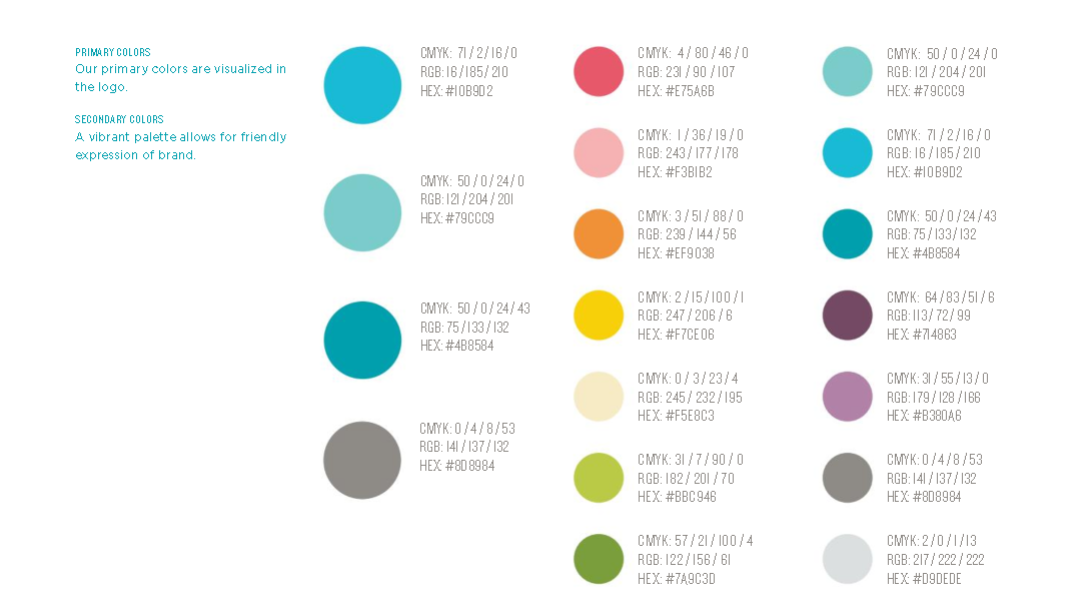 PRIMARY COLORS
Our primary colors are visualized in
the logo.
SECONDARY COLORS
A vibrant palette allows for friendly
expression of brand.
CMYK: 71 / 2 / 16 / 0
RGB: 16 / 185 / 210
HEX: #10B9D2
CMYK: 50 / 0 / 24 / 0
RGB: 121 / 204 / 201
HEX: #79CCC9
CMYK: 50 / 0 / 24 / 43
RGB: 75 / 133 / 132
HEX: #4B8584
CMYK: 0 / 4 / 8 / 53
RGB: 141 / 137 / 132
HEX: #8D8984
CMYK: 4 / 80 / 46 / 0
RGB: 231 / 90 / 107
HEX: #E75A6B
CMYK: 1 / 36 / 19 / 0
RGB: 243 / 177 / 178
HEX: #F3B1B2
CMYK: 3 / 51 / 88 / 0
RGB: 239 / 144 / 56
HEX: #EF9038
CMYK: 2 / 15 / 100 / 1
RGB: 247 / 206 / 6
HEX: #F7CE06
CMYK: 0 / 3 / 23 / 4
RGB: 245 / 232 / 195
HEX: #F5E8C3
CMYK: 31 / 7 / 90 / 0
RGB: 182 / 201 / 70
HEX: #BBC946
CMYK: 57 / 21 / 100 / 4
RGB: 122 / 156 / 61
HEX: #7A9C3D
CMYK: 50 / 0 / 24 / 0
RGB: 121 / 204 / 201
HEX: #79CCC9
CMYK: 71 / 2 / 16 / 0
RGB: 16 / 185 / 210
HEX: #10B9D2
CMYK: 50 / 0 / 24 / 43
RGB: 75 / 133 / 132
HEX: #4B8584
CMYK: 64 / 83 / 51 / 6
RGB: 113 / 72 / 99
HEX: #714863
CMYK: 31 / 55 / 13 / 0
RGB: 179 / 128 / 166
HEX: #B380A6
CMYK: 0 / 4 / 8 / 53
RGB: 141 / 137 / 132
HEX: #8D8984
CMYK: 2 / 0 / 1 / 13
RGB: 217 / 222 / 222
HEX: #D9DEDE